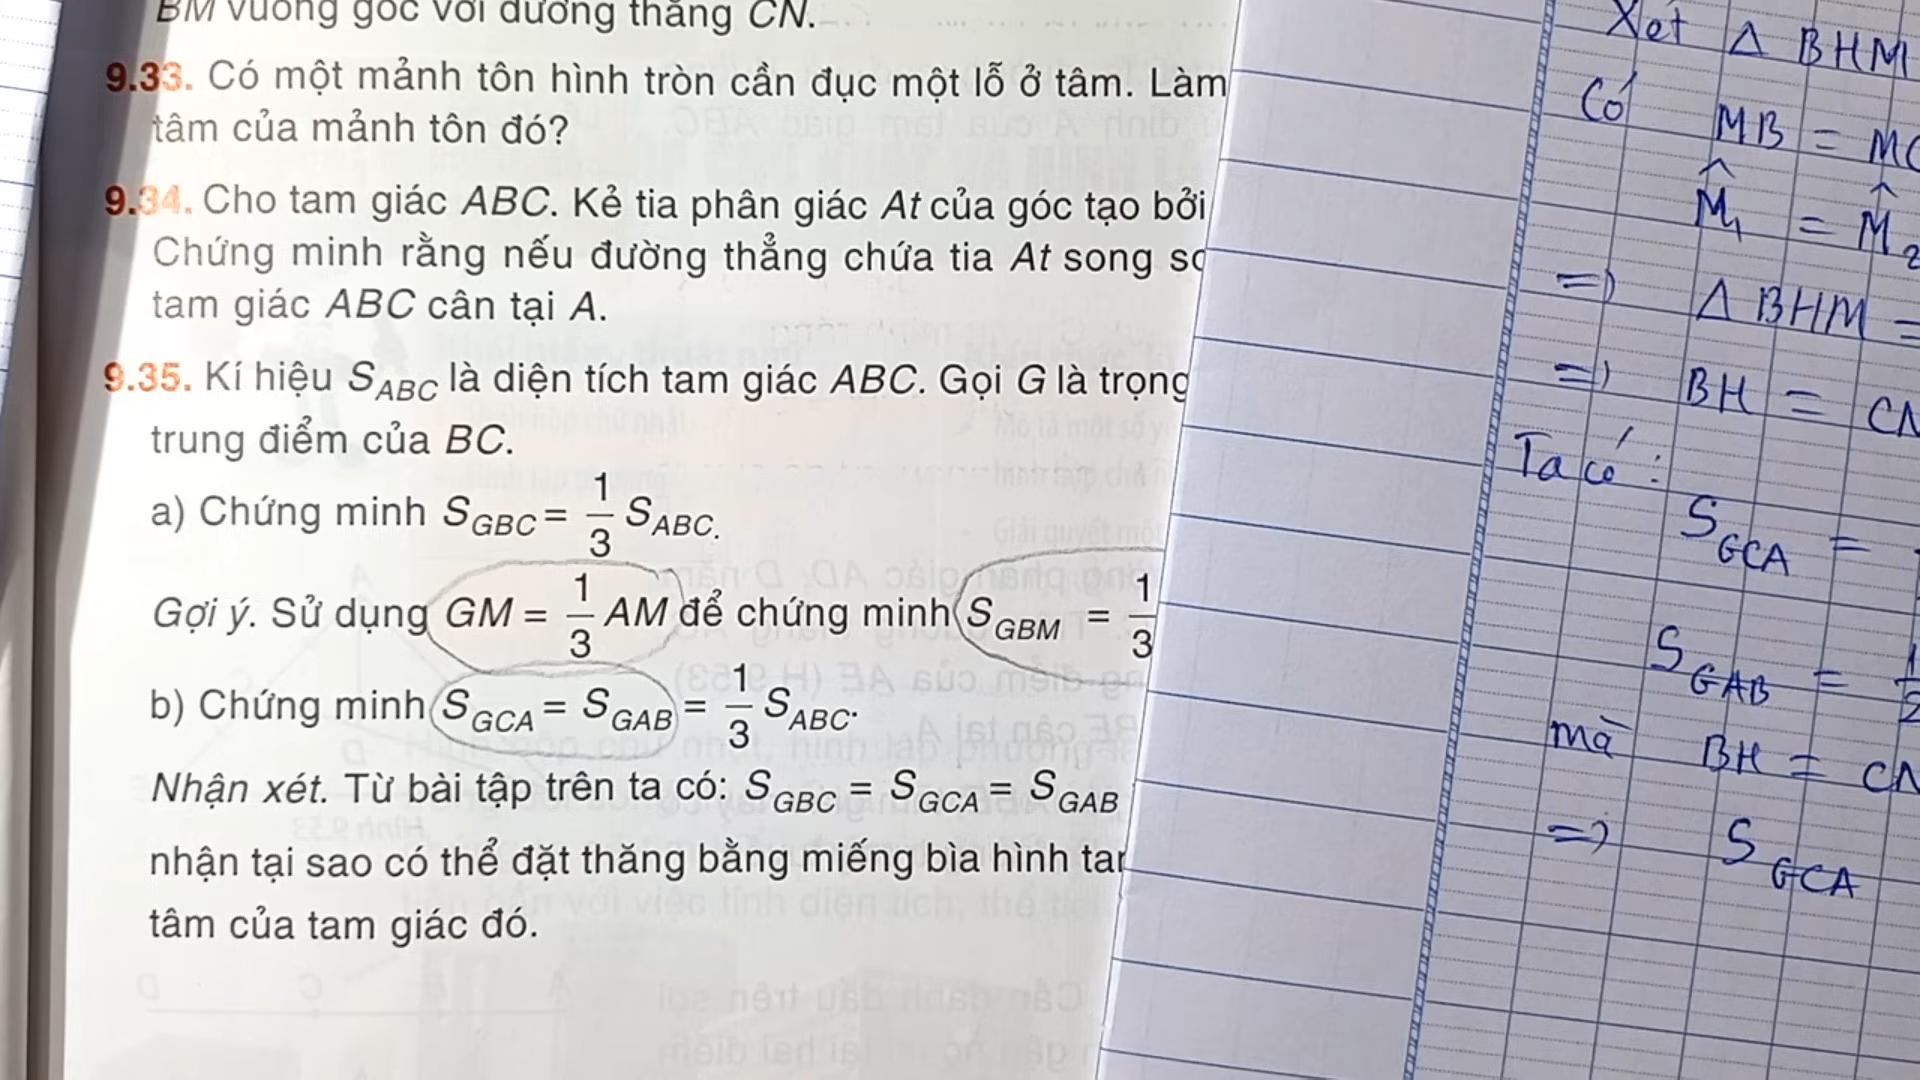 BM vuông góc với đường thẳng CN.
9.33. Có một mảnh tôn hình tròn cần đục một lỗ ở tâm. Làm
tâm của mảnh tôn đó?
9.34. Cho tam giác ABC. Kẻ tia phân giác At của góc tạo bởi
Chứng minh rằng nếu đường thẳng chứa tia At song
tam giác ABC cân tại A.
9.35. Kí hiệu S_ABC là diện tích tam giác ABC. Gọi G là trọng
trung điểm của BC.
a) Chứng minh S_GBC = 1/3 S_ABC.
Gợi ý. Sử dụng GM = 1/3 AM để chứng minh S_GBM = 1/3
b) Chứng minh S_GCA = S_GAB = 1/3 S_ABC.
Nhận xét. Từ bài tập trên ta có: S_GBC = S_GCA = S_GAB
nhận tại sao có thể đặt thăng bằng miếng bìa hình
tâm của tam giác đó.
Xét Δ BHM
Có MB = MC
M̂₁ = M̂₂
=> Δ BHM =
=> BH = CN
Ta có:
S_GCA =
S_GAB = 1/2
mà BH = CN
=> S_GCA